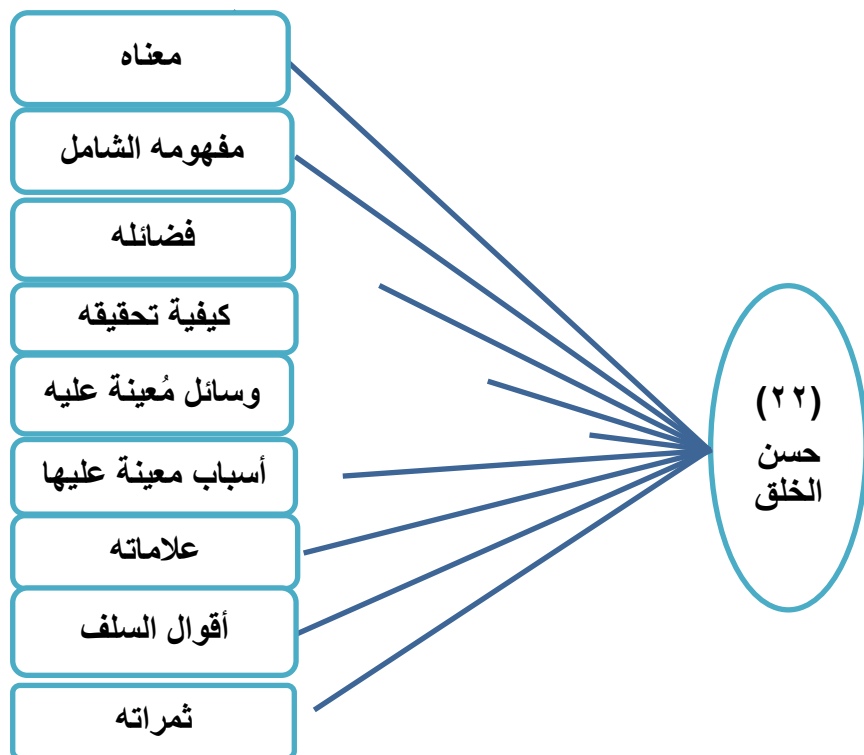 (٢٢)
حسن
الخلق
معناه
مفهومه الشامل
فضائله
كيفية تحقيقه
وسائل مُعينة عليه
أسباب معينة عليها
علاماته
أقوال السلف
ثمراته